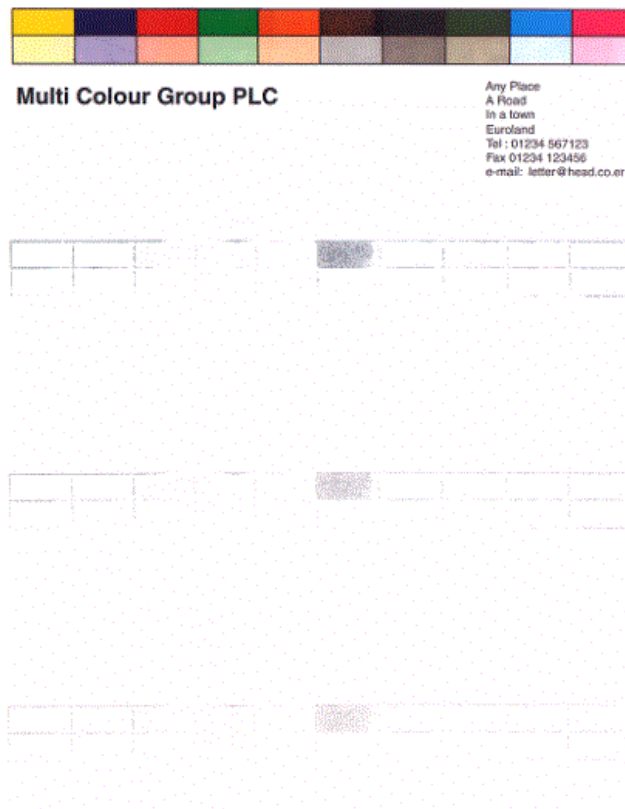 Multi Colour Group PLC
Any Place
A Road
In a town
Euroland
Tel : 01234 567123
Fax 01234 123456
e-mail: letter@head.co.er